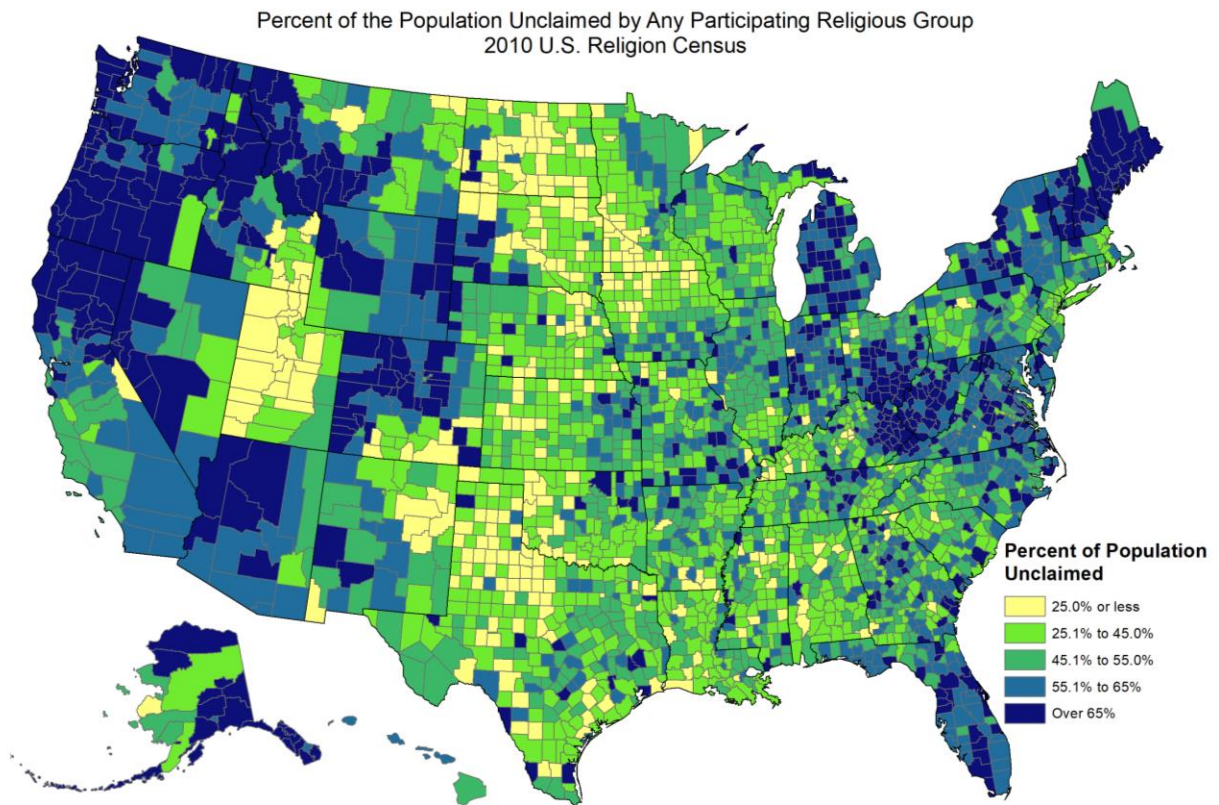 Percent of the Population Unclaimed by Any Participating Religious Group
2010 U.S. Religion Census
Percent of Population
Unclaimed
25.0% or less
25.1% to 45.0%
45.1% to 55.0%
55.1% to 65%
Over 65%